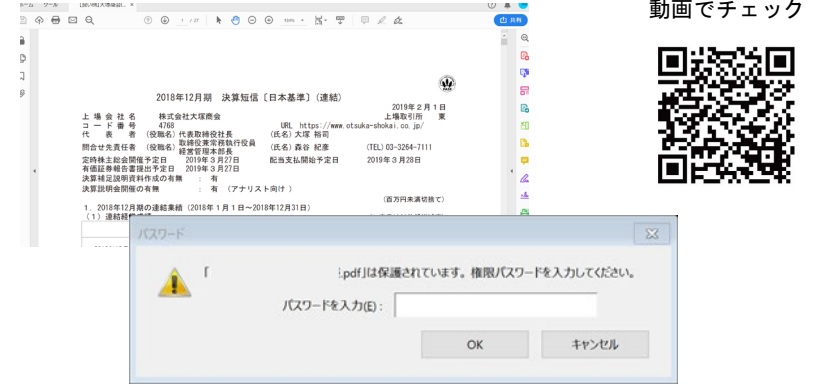 動画でチェック
ホーム ツール
1 / 27
共有
2018年12月期 決算短信〔日本基準〕(連結)
2019年2月1日
上場会社名 株式会社大塚商会 上場取引所 東
コード番号 4768 URL https://www.otsuka-shokai.co.jp/
代表者 (役職名) 代表取締役社長 (氏名) 大塚 裕司
問合せ先責任者 (役職名) 取締役兼常務執行役員 経営管理本部長 (氏名) 森谷 紀彦 (TEL) 03-3264-7111
定時株主総会開催予定日 2019年3月27日 配当支払開始予定日 2019年3月28日
有価証券報告書提出予定日 2019年3月27日
決算補足説明資料作成の有無 : 有
決算説明会開催の有無 : 有 (アナリスト向け)
(百万円未満切捨て)
1.2018年12月期の連結業績(2018年1月1日~2018年12月31日)
(1)連結経
パスワード
「 .pdf」は保護されています。権限パスワードを入力してください。
パスワードを入力(E):
OK キャンセル